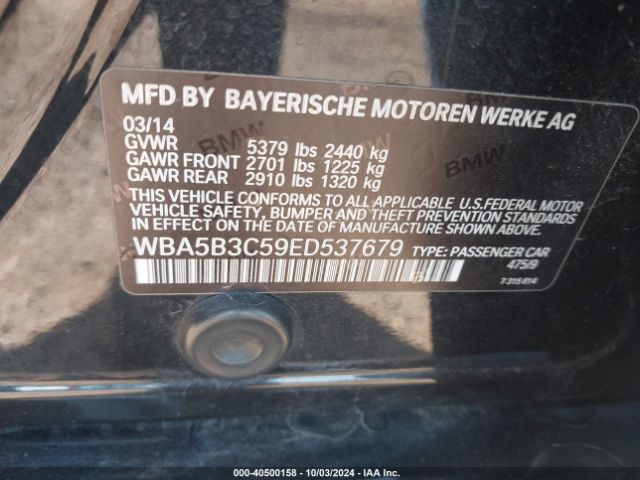 MFD BY BAYERISCHE MOTOREN WERKE AG
03/14
GVWR 5379 lbs 2440 kg
GAWR FRONT 2701 lbs 1225 kg
GAWR REAR 2910 lbs 1320 kg
THIS VEHICLE CONFORMS TO ALL APPLICABLE U.S.FEDERAL MOTOR
VEHICLE SAFETY, BUMPER AND THEFT PREVENTION STANDARDS
IN EFFECT ON THE DATE OF MANUFACTURE SHOWN ABOVE.
WBA5B3C59ED537679 TYPE: PASSENGER CAR
475/9
7 315 814
000-40500158 - 10/03/2024 - IAA Inc.